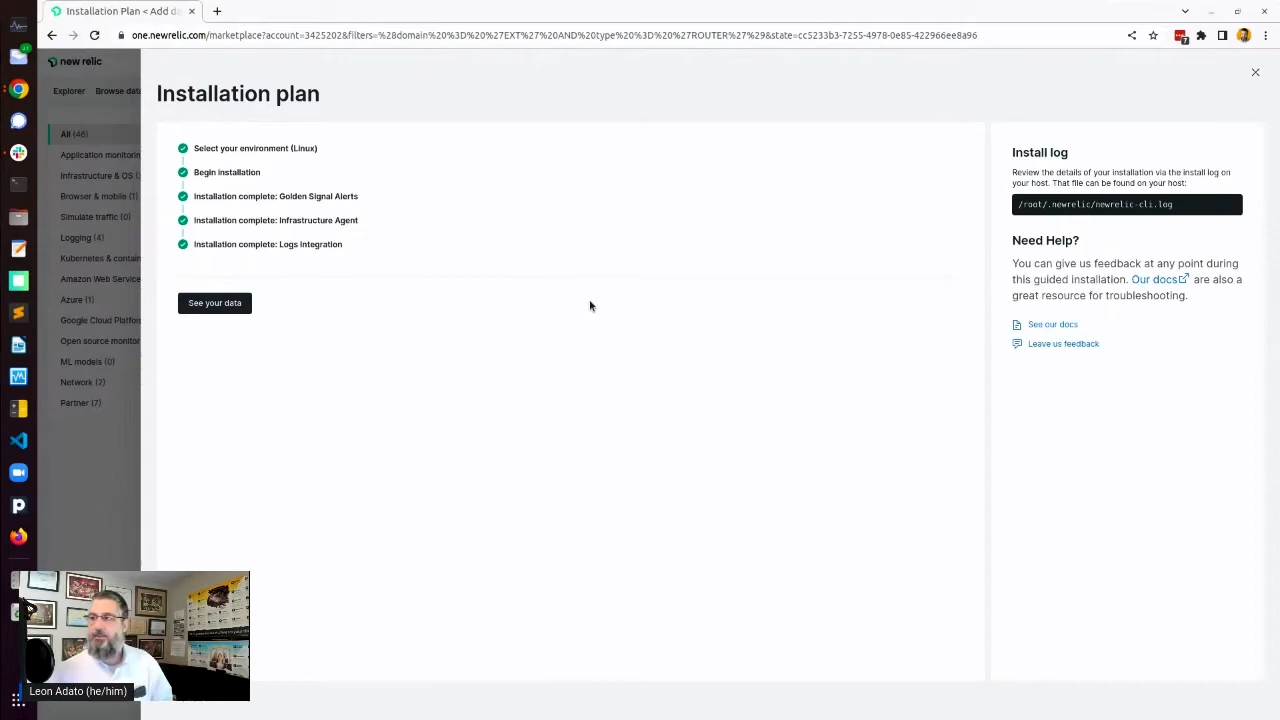 Installation Plan < Add da
one.newrelic.com/marketplace?account=3425202&filters=%28domain%20%3D%20%27EXT%27%20AND%20type%20%3D%20%27ROUTER%27%29&state=cc5233b3-7255-4978-0e85-422966ee8a96
new relic
Explorer
Browse data
All (46)
Application monitorin
Infrastructure & OS (
Browser & mobile (1)
Simulate traffic (0)
Logging (4)
Kubernetes & contain
Amazon Web Service
Azure (1)
Google Cloud Platfor
Open source monitor
ML models (0)
Network (2)
Partner (7)
Installation plan
Select your environment (Linux)
Begin installation
Installation complete: Golden Signal Alerts
Installation complete: Infrastructure Agent
Installation complete: Logs Integration
See your data
Install log
Review the details of your installation via the install log on
your host. That file can be found on your host:
/root/.newrelic/newrelic-cli.log
Need Help?
You can give us feedback at any point during
this guided installation. Our docs are also a
great resource for troubleshooting.
See our docs
Leave us feedback
Leon Adato (he/him)